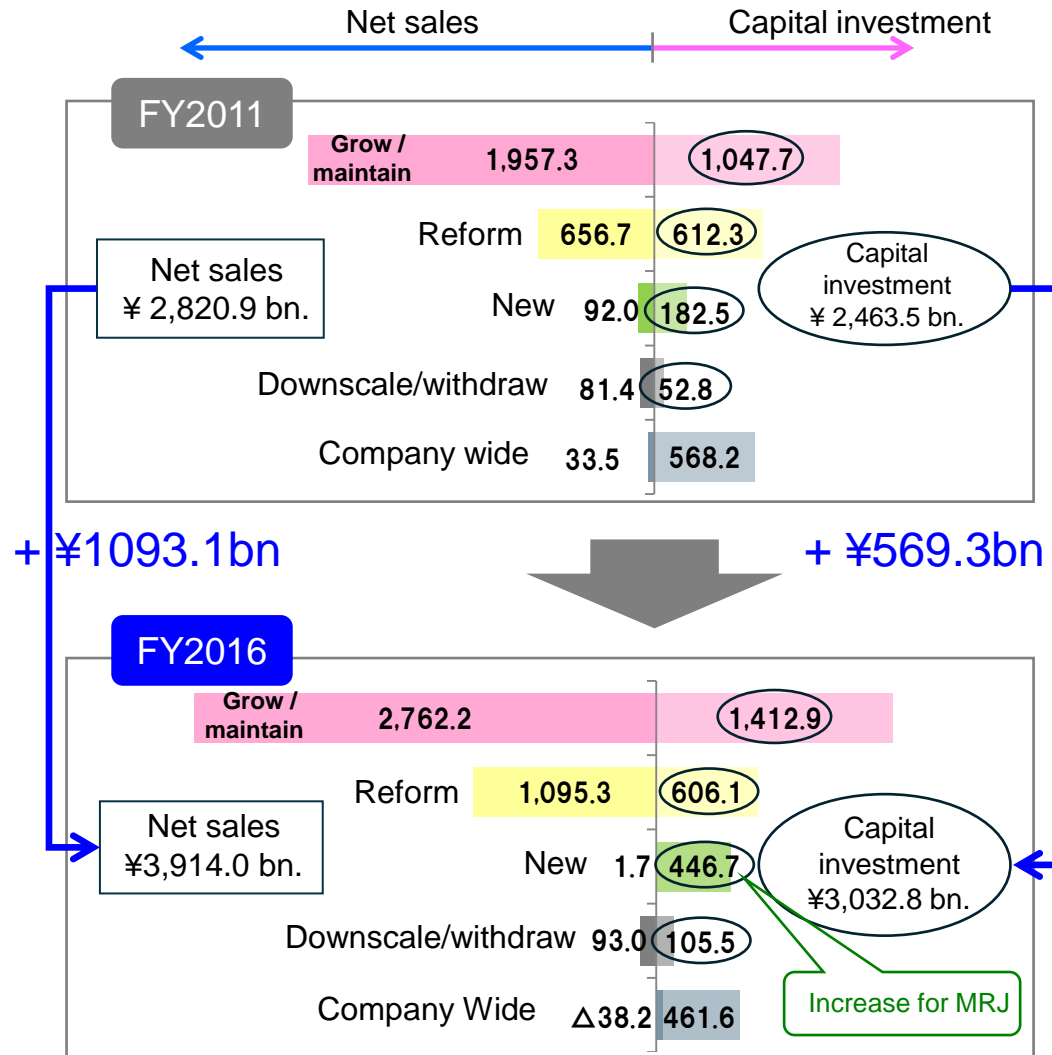 Net sales
Capital investment
FY2011
Grow /
maintain
1,957.3
1,047.7
Reform
656.7
612.3
Net sales
¥ 2,820.9 bn.
Capital
investment
¥ 2,463.5 bn.
New
92.0
182.5
Downscale/withdraw
81.4
52.8
Company wide
33.5
568.2
+ ¥1093.1bn
+ ¥569.3bn
FY2016
Grow /
maintain
2,762.2
1,412.9
Reform
1,095.3
606.1
Net sales
¥3,914.0 bn.
Capital
investment
¥3,032.8 bn.
New
1.7
446.7
Downscale/withdraw
93.0
105.5
Company Wide
△38.2
461.6
Increase for MRJ